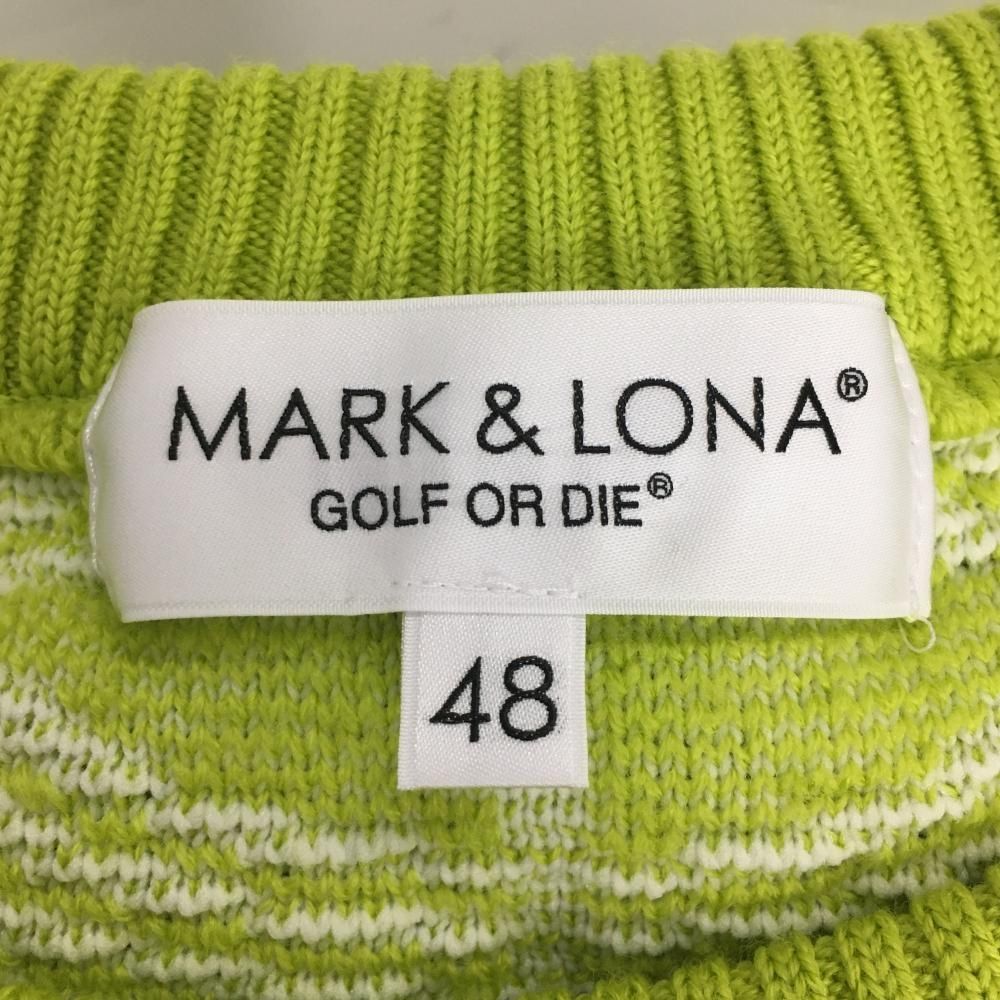 MARK & LONA®
GOLF OR DIE®
48